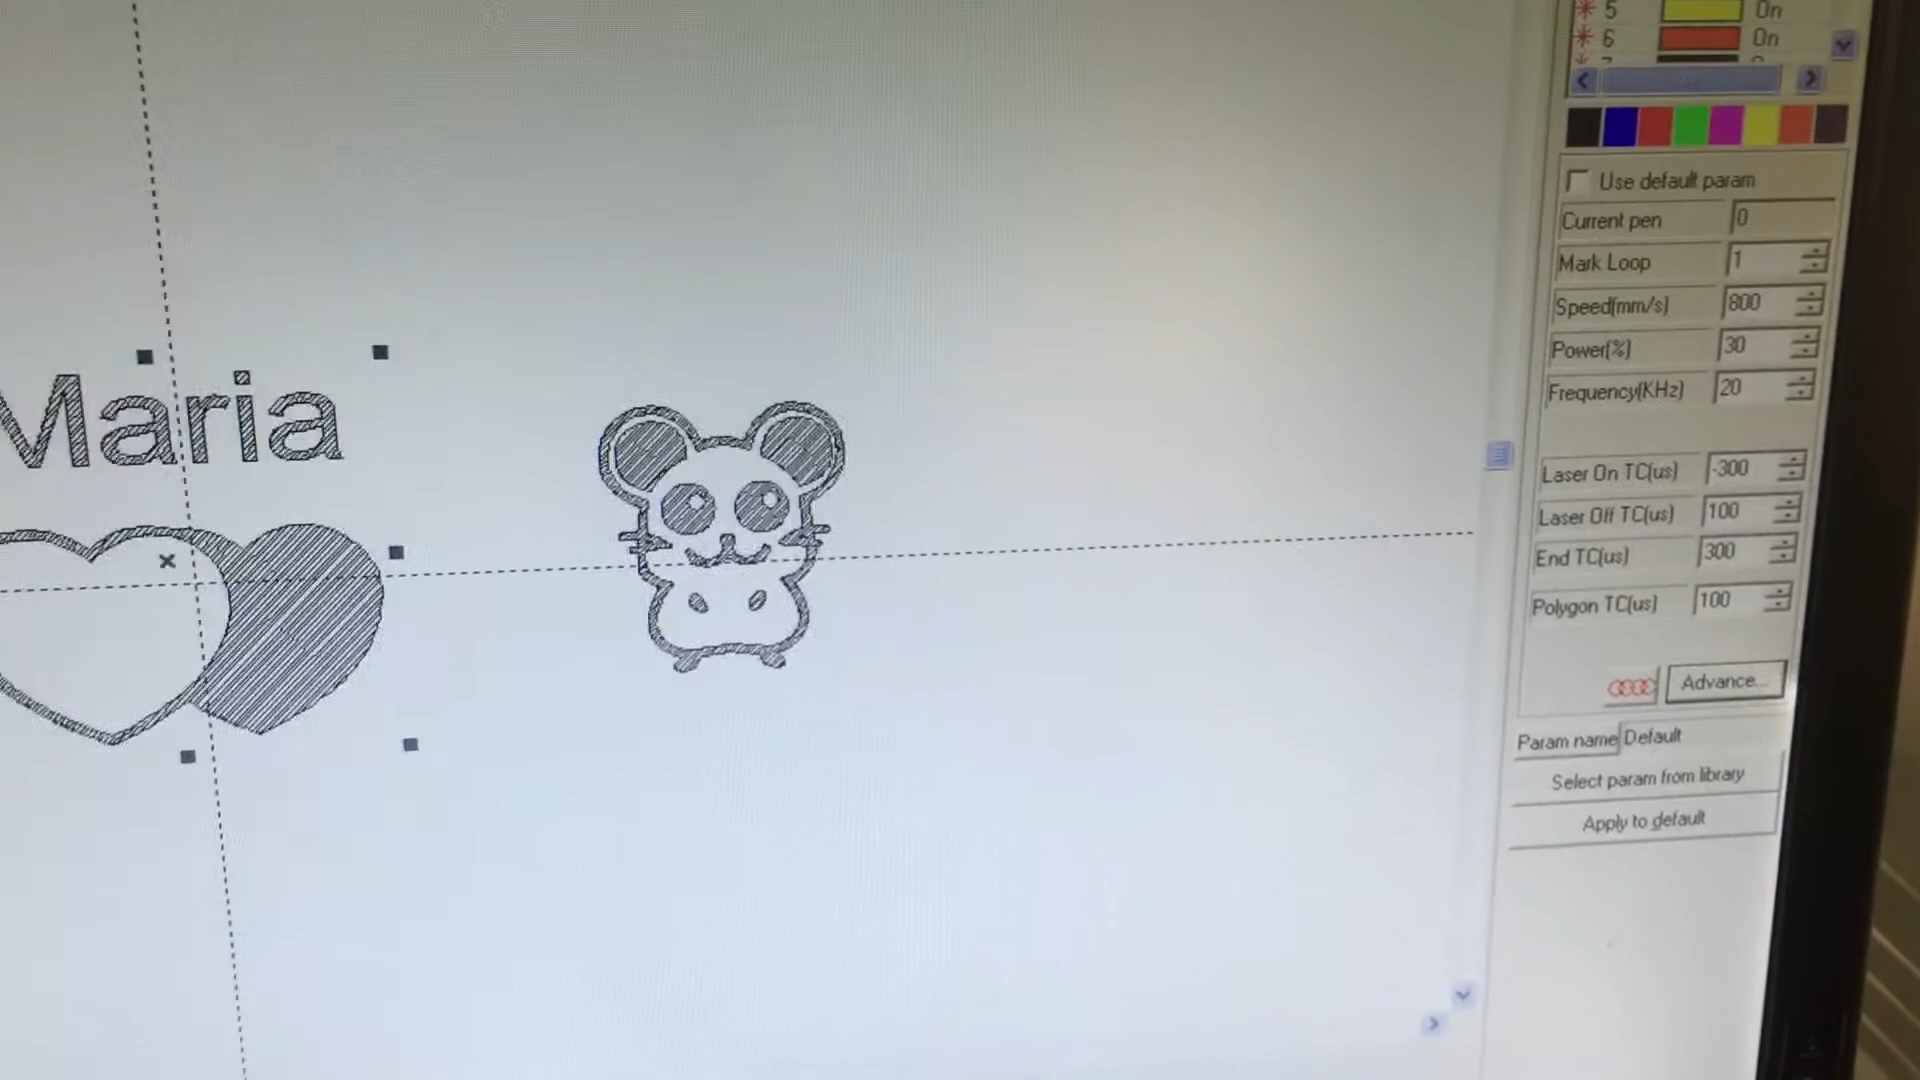 5 On
6 On
Use default param
Current pen 0
Mark Loop 1
Speed(mm/s) 800
Power(%) 30
Frequency(KHz) 20
Laser On TC(us) -300
Laser Off TC(us) 100
End TC(us) 300
Polygon TC(us) 100
Advance...
Param name Default
Select param from library
Apply to default
Maria